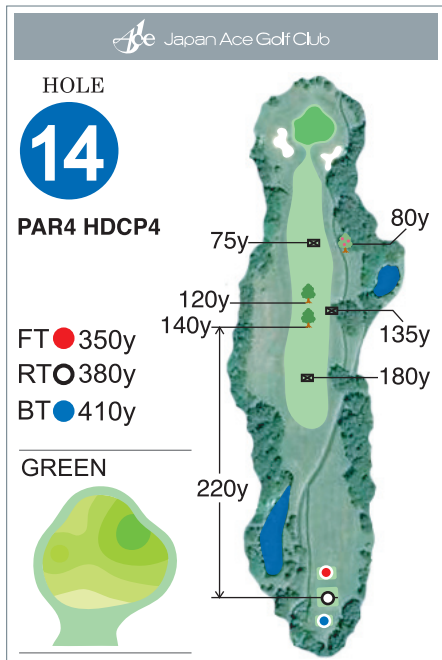 Ace Japan Ace Golf Club
HOLE
14
PAR4 HDCP4
80y
75y
120y
140y
135y
FT 350y
RT 380y
BT 410y
180y
GREEN
220y